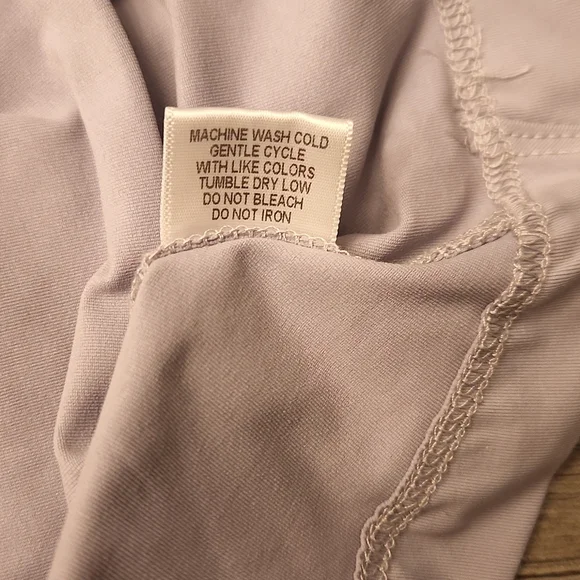 MACHINE WASH COLD
GENTLE CYCLE
WITH LIKE COLORS
TUMBLE DRY LOW
DO NOT BLEACH
DO NOT IRON